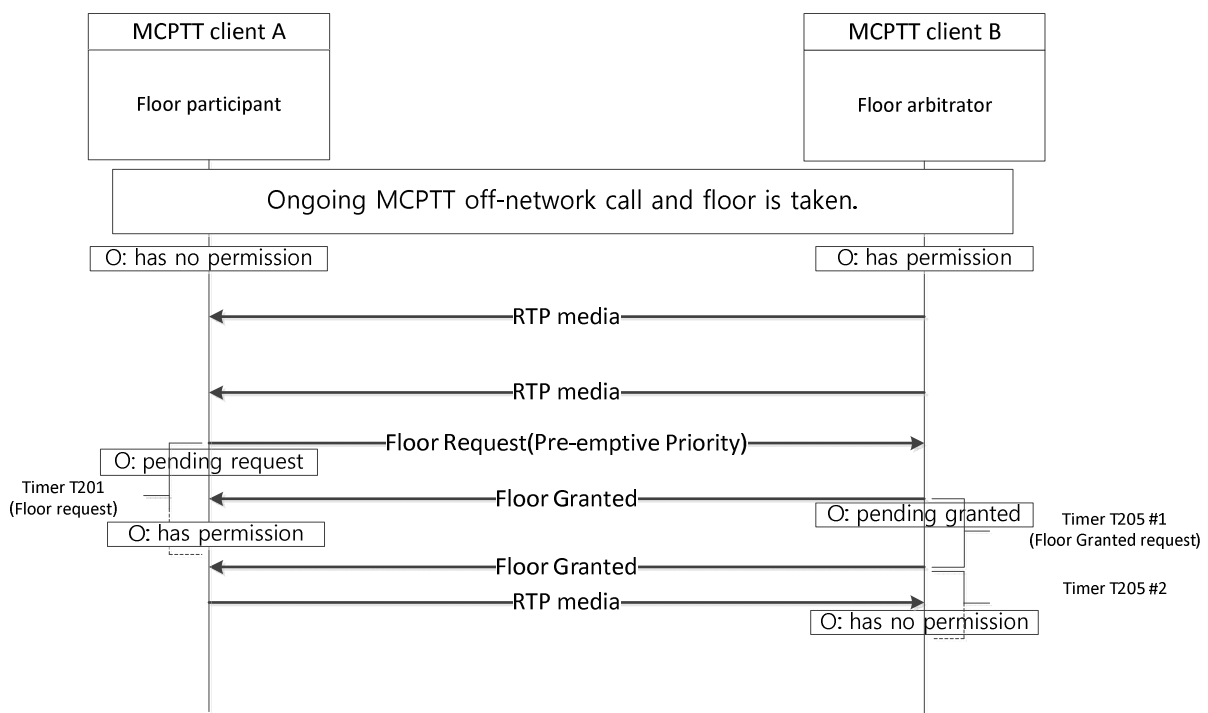 MCPTT client A
MCPTT client B
Floor participant
Floor arbitrator
Ongoing MCPTT off-network call and floor is taken.
O: has no permission
O: has permission
RTP media
RTP media
Floor Request(Pre-emptive Priority)
O: pending request
Timer T201
(Floor request)
Floor Granted
O: pending granted
Timer T205 #1
(Floor Granted request)
O: has permission
Floor Granted
Timer T205 #2
RTP media
O: has no permission